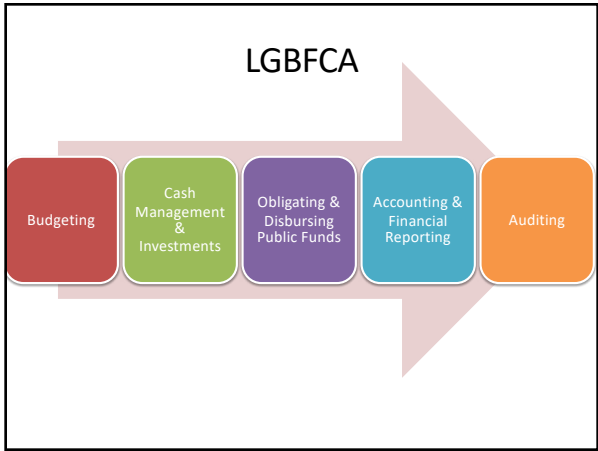 LGBFCA
Budgeting
Cash
Management
&
Investments
Obligating &
Disbursing
Public Funds
Accounting &
Financial
Reporting
Auditing